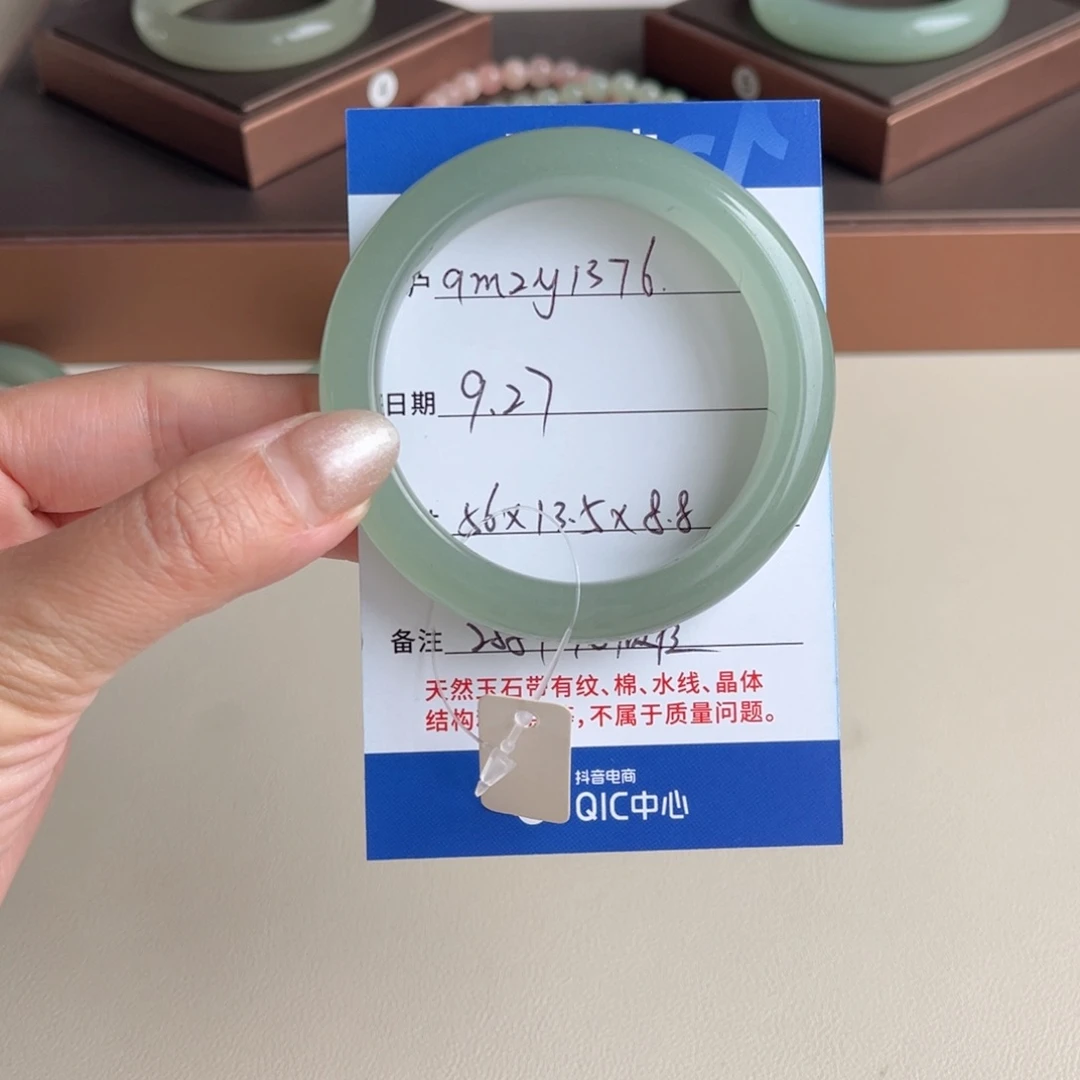 户 qmzy1376.
日期 9.27
56x13.5x8.8
备注
天然玉石带有纹、棉、水线、晶体
结构 ,不属于质量问题。
抖音电商
QIC中心